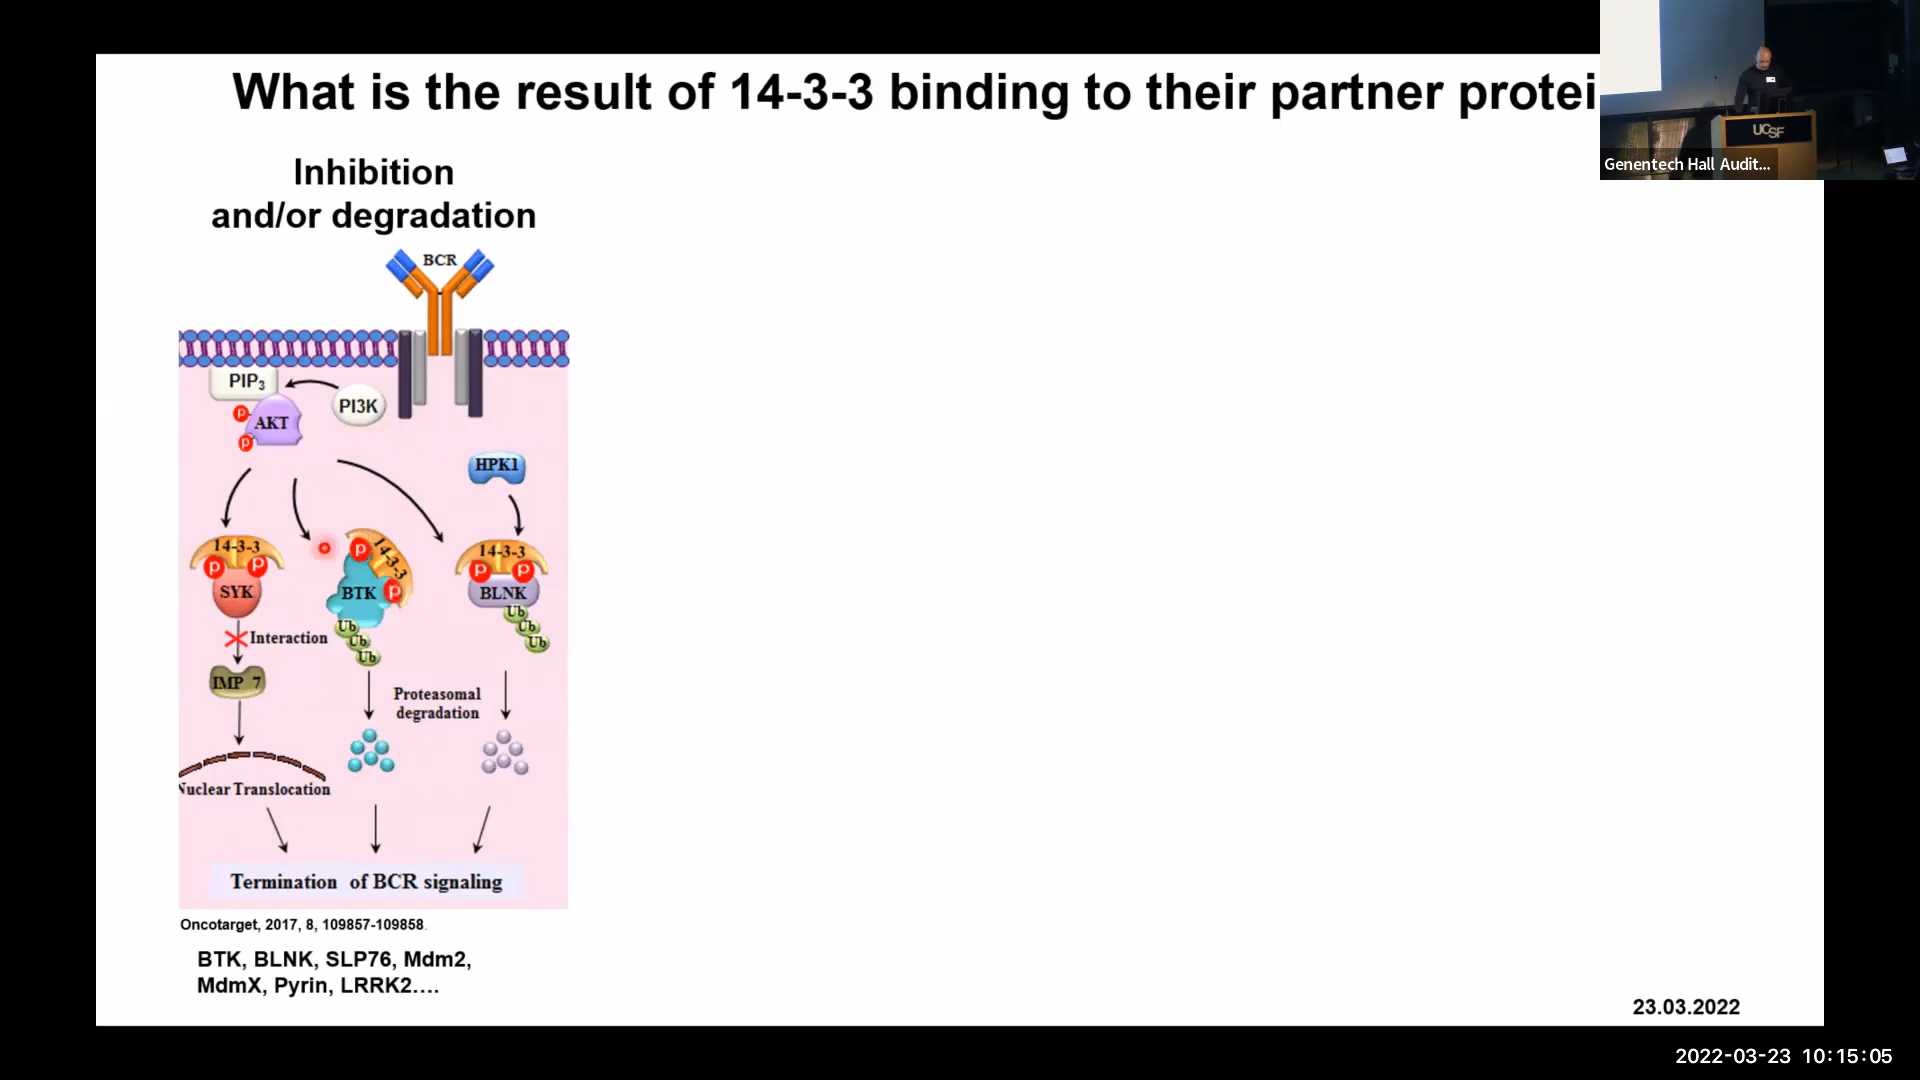 What is the result of 14-3-3 binding to their partner protei
UCSF
Genentech Hall Audit...
Inhibition
and/or degradation
BCR
PIP3
PI3K
P
AKT
P
HPK1
14-3-3
P P
SYK
P
14-3-3
BTK
P
Ub
Ub
Ub
14-3-3
P P
BLNK
Ub
Ub
Ub
Interaction
IMP 7
Proteasomal
degradation
Nuclear Translocation
Termination of BCR signaling
Oncotarget, 2017, 8, 109857-109858.
BTK, BLNK, SLP76, Mdm2,
MdmX, Pyrin, LRRK2....
23.03.2022
2022-03-23 10:15:05